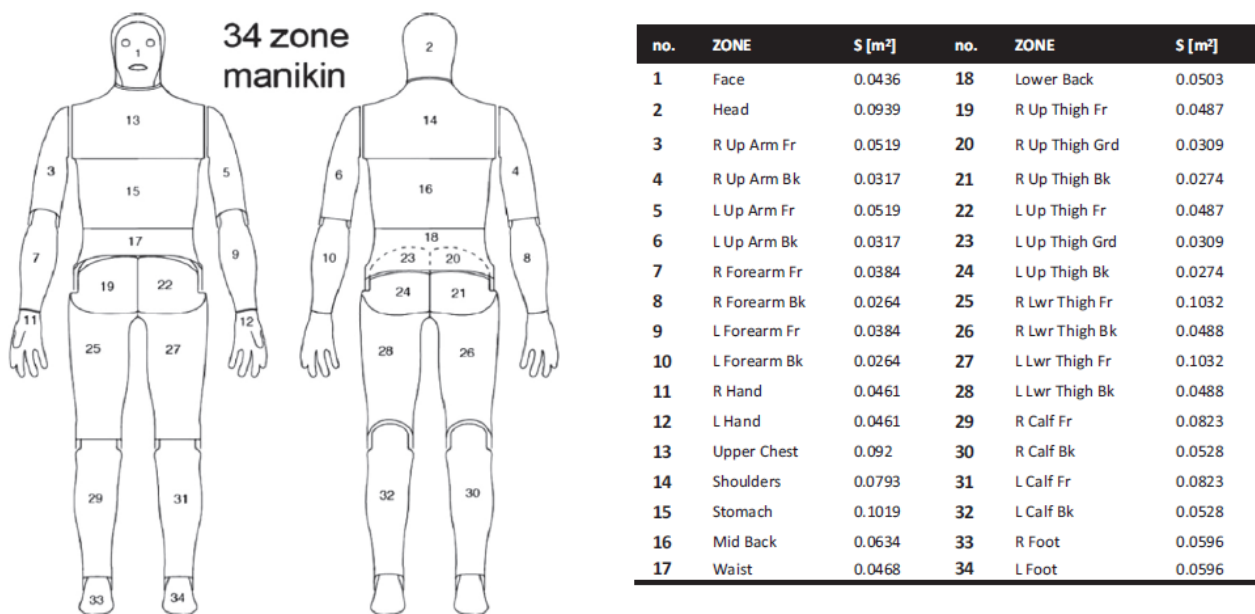 34 zone
manikin
1
2
13
14
3
5
6
4
15
16
17
18
7
9
10
8
23
20
19
22
24
21
11
12
25
27
28
26
29
31
32
30
33
34
no. ZONE S [m²] no. ZONE S [m²]
1 Face 0.0436 18 Lower Back 0.0503
2 Head 0.0939 19 R Up Thigh Fr 0.0487
3 R Up Arm Fr 0.0519 20 R Up Thigh Grd 0.0309
4 R Up Arm Bk 0.0317 21 R Up Thigh Bk 0.0274
5 L Up Arm Fr 0.0519 22 L Up Thigh Fr 0.0487
6 L Up Arm Bk 0.0317 23 L Up Thigh Grd 0.0309
7 R Forearm Fr 0.0384 24 L Up Thigh Bk 0.0274
8 R Forearm Bk 0.0264 25 R Lwr Thigh Fr 0.1032
9 L Forearm Fr 0.0384 26 R Lwr Thigh Bk 0.0488
10 L Forearm Bk 0.0264 27 L Lwr Thigh Fr 0.1032
11 R Hand 0.0461 28 L Lwr Thigh Bk 0.0488
12 L Hand 0.0461 29 R Calf Fr 0.0823
13 Upper Chest 0.092 30 R Calf Bk 0.0528
14 Shoulders 0.0793 31 L Calf Fr 0.0823
15 Stomach 0.1019 32 L Calf Bk 0.0528
16 Mid Back 0.0634 33 R Foot 0.0596
17 Waist 0.0468 34 L Foot 0.0596